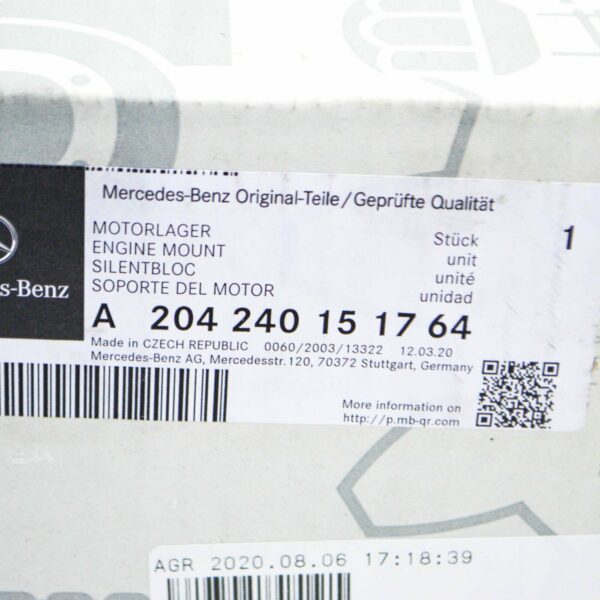 Mercedes-Benz Original-Teile/Geprüfte Qualität
MOTORLAGER Stück 1
ENGINE MOUNT unit
SILENTBLOC unité
SOPORTE DEL MOTOR unidad
s-Benz
A 204 240 15 17 64
Made in CZECH REPUBLIC 0060/2003/13322 12.03.20
Mercedes-Benz AG, Mercedesstr.120, 70372 Stuttgart, Germany
More information on
http://p.mb-qr.com
AGR 2020.08.06 17:18:39